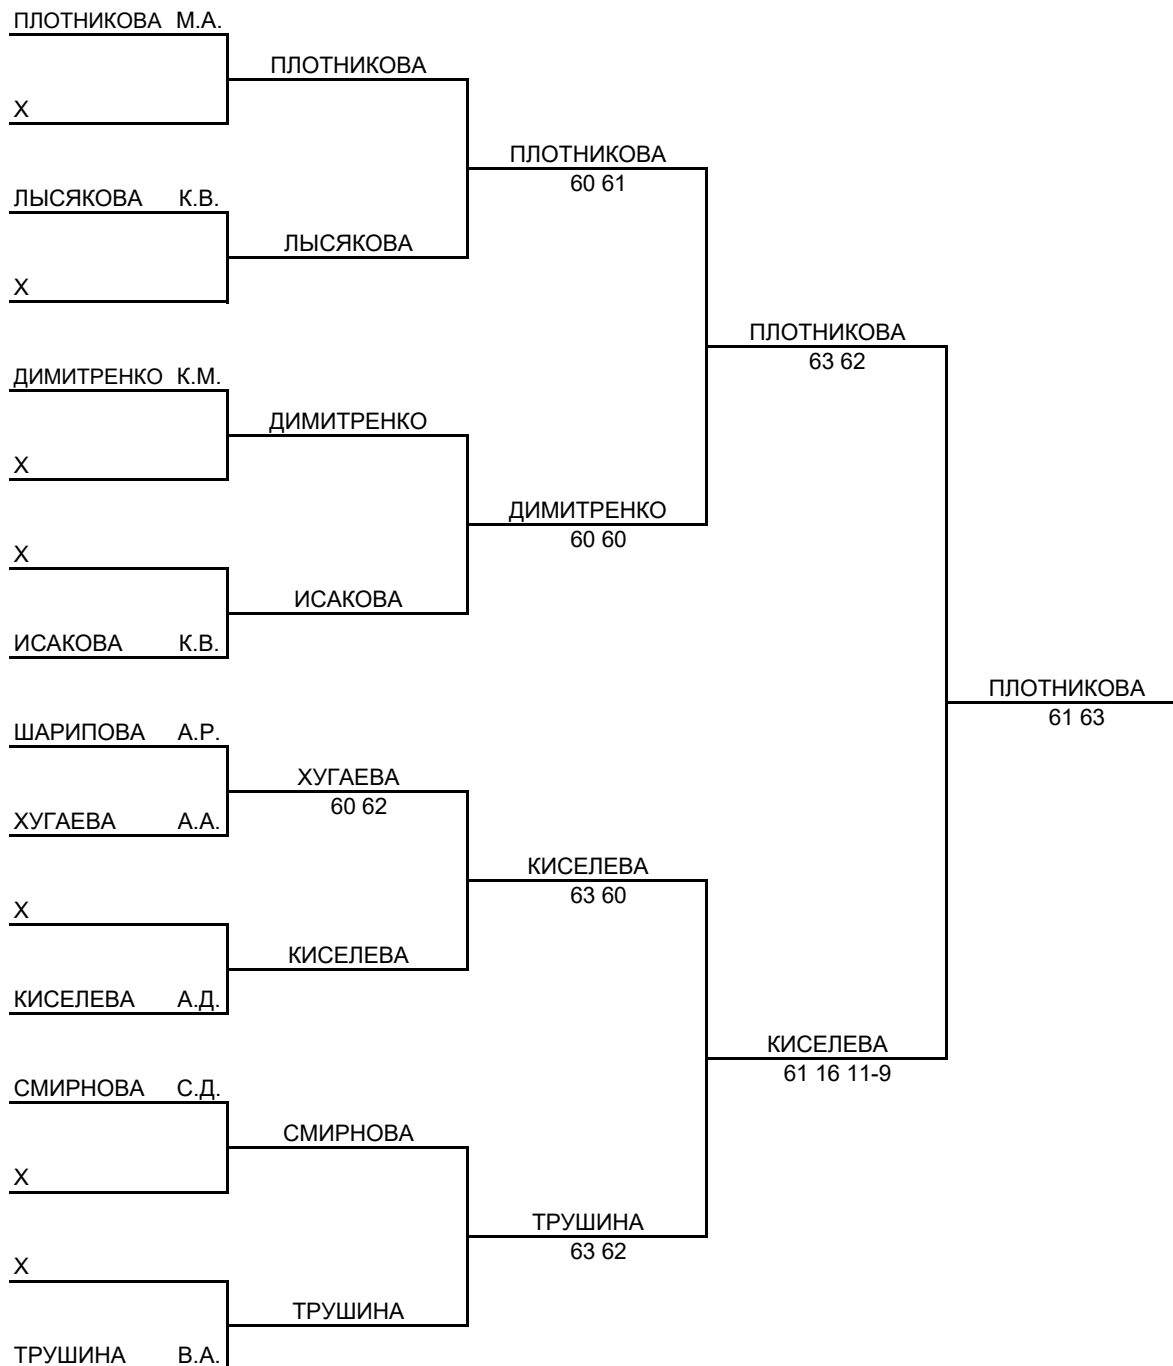 ПЛОТНИКОВА М.А.
ПЛОТНИКОВА
Х
ПЛОТНИКОВА
60 61
ЛЫСЯКОВА К.В.
ЛЫСЯКОВА
Х
ПЛОТНИКОВА
63 62
ДИМИТРЕНКО К.М.
ДИМИТРЕНКО
Х
ДИМИТРЕНКО
60 60
Х
ИСАКОВА
ИСАКОВА К.В.
ПЛОТНИКОВА
61 63
ШАРИПОВА А.Р.
ХУГАЕВА
60 62
ХУГАЕВА А.А.
КИСЕЛЕВА
63 60
Х
КИСЕЛЕВА
КИСЕЛЕВА А.Д.
КИСЕЛЕВА
61 16 11-9
СМИРНОВА С.Д.
СМИРНОВА
Х
ТРУШИНА
63 62
Х
ТРУШИНА
ТРУШИНА В.А.